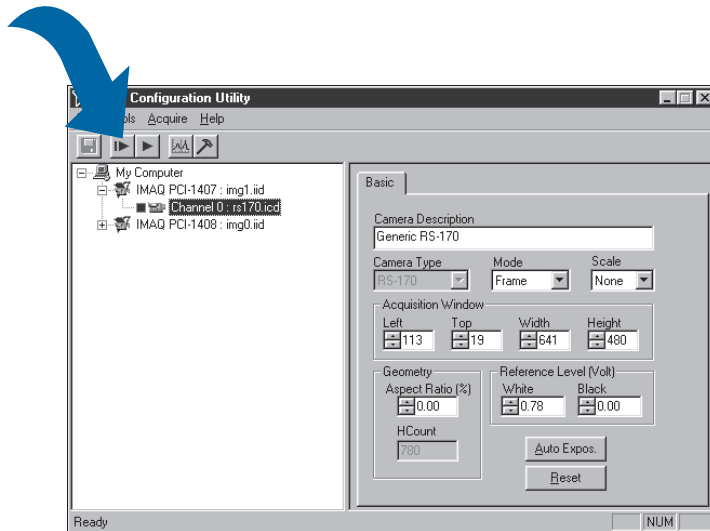 Configuration Utility
Acquire Help
My Computer
IMAQ PCI-1407 : img1.iid
Channel 0 : rs170.icd
IMAQ PCI-1408 : img0.iid
Basic
Camera Description
Generic RS-170
Camera Type Mode Scale
RS-170 Frame None
Acquisition Window
Left Top Width Height
113 19 641 480
Geometry Reference Level (Volt)
Aspect Ratio (%) White Black
0.00 0.78 0.00
HCount
780
Auto Expos.
Reset
Ready NUM